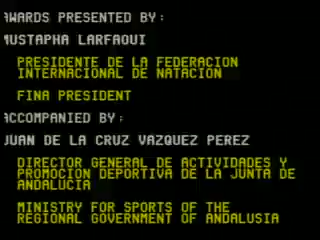 AWARDS PRESENTED BY:
MUSTAPHA LARFAOUI
PRESIDENTE DE LA FEDERACION
INTERNACIONAL DE NATACION
FINA PRESIDENT
ACCOMPANIED BY:
JUAN DE LA CRUZ VAZQUEZ PEREZ
DIRECTOR GENERAL DE ACTIVIDADES Y
PROMOCION DEPORTIVA DE LA JUNTA DE
ANDALUCIA
MINISTRY FOR SPORTS OF THE
REGIONAL GOVERNMENT OF ANDALUSIA